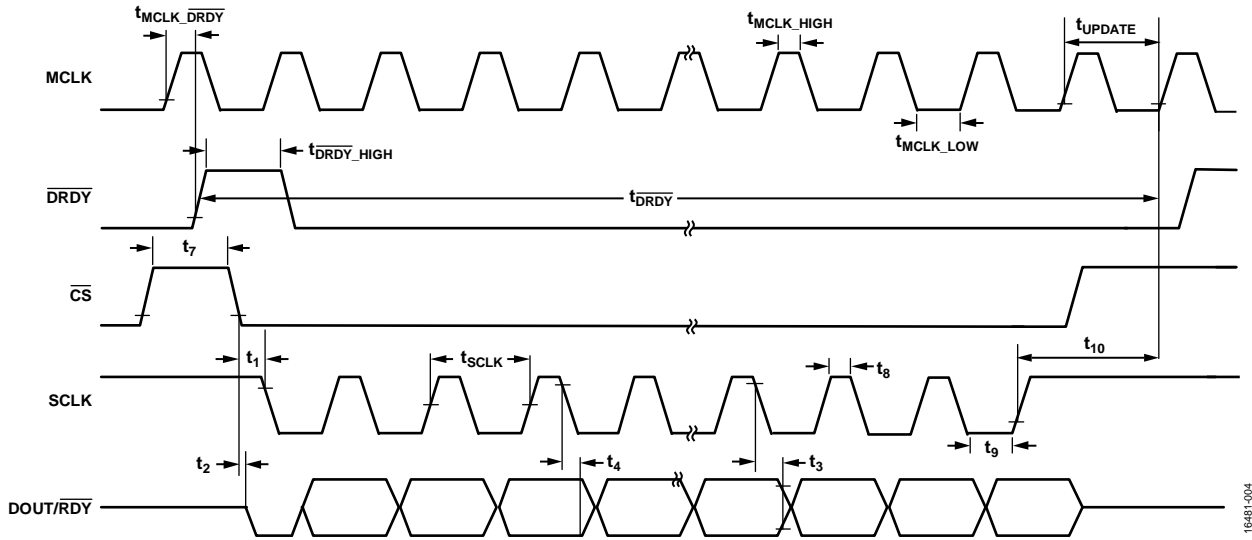 tMCLK_DRDY
tMCLK_HIGH
tUPDATE
MCLK
tDRDY_HIGH
tMCLK_LOW
DRDY
tDRDY
t7
CS
t1
tSCLK
t8
t10
SCLK
t2
t4
t3
t9
DOUT/RDY
16481-004